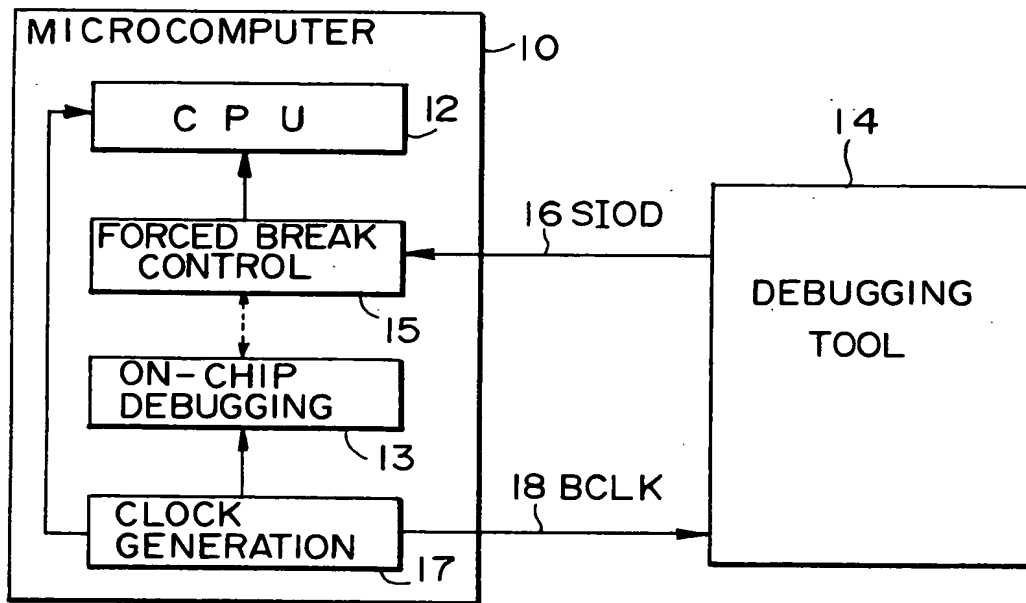 MICROCOMPUTER
10
C P U
12
14
16 SIOD
FORCED BREAK
CONTROL
15
DEBUGGING
TOOL
ON-CHIP
DEBUGGING
13
18 BCLK
CLOCK
GENERATION
17